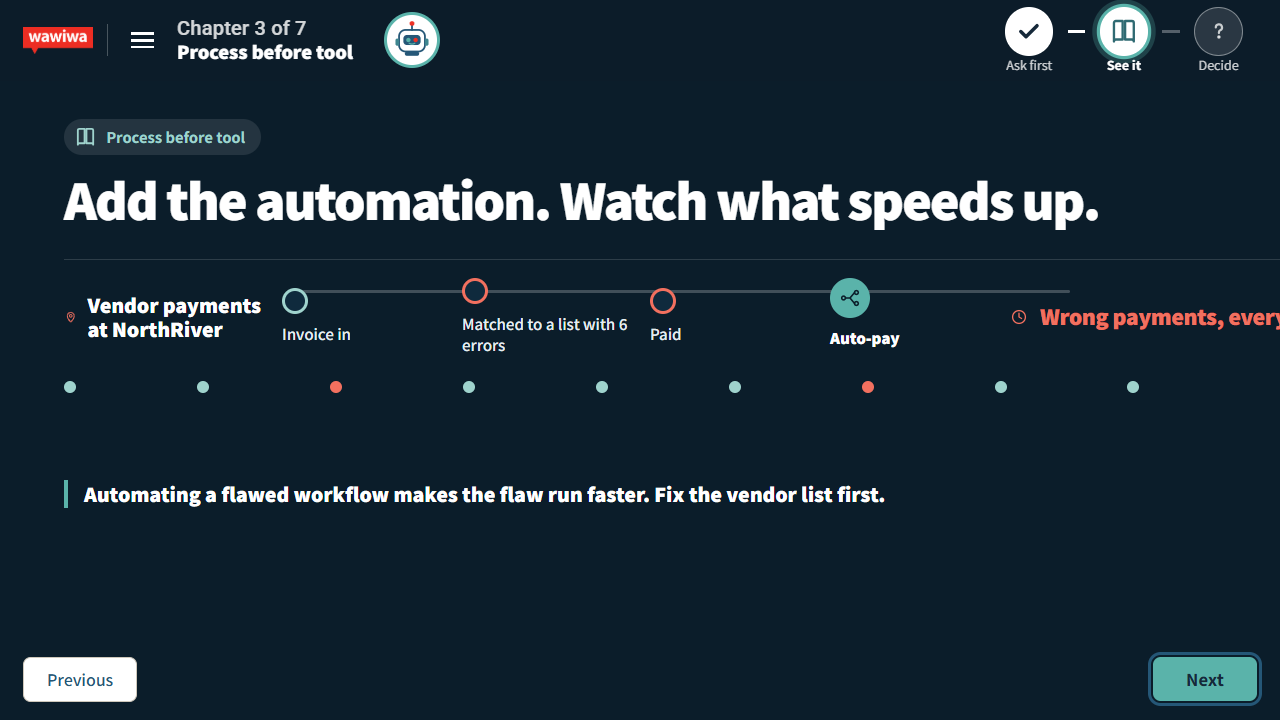 wawiwa
Chapter 3 of 7
Process before tool
Ask first
See it
?
Decide
Process before tool
Add the automation. Watch what speeds up.
Vendor payments
at NorthRiver
Invoice in
Matched to a list with 6
errors
Paid
Auto-pay
Wrong payments, every
Automating a flawed workflow makes the flaw run faster. Fix the vendor list first.
Previous
Next